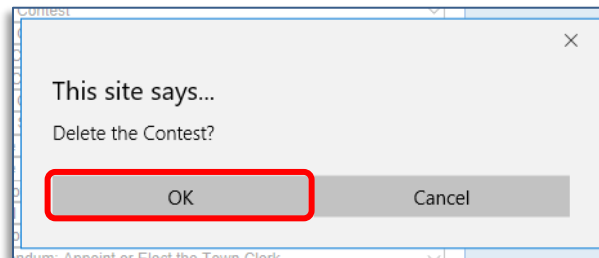 Contest
This site says...
Delete the Contest?
OK Cancel
ndum: Appoint or Elect the Town Clerk